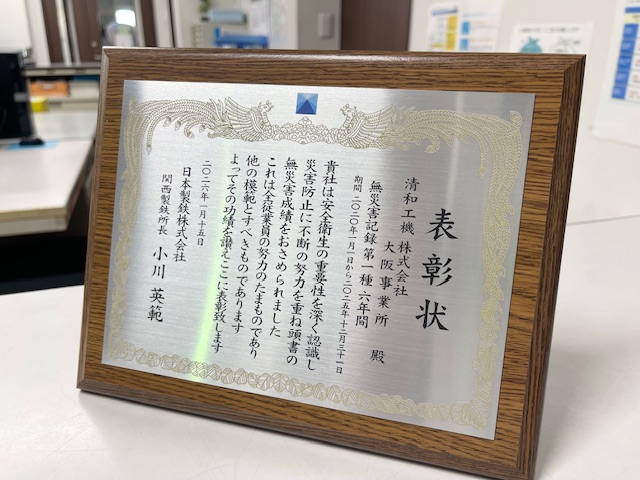 表彰状
清和工機 株式会社
大阪事業所 殿
無災害記録第一種 六年間
期間 二〇二〇年一月一日から二〇二五年十二月三十一日
貴社は安全衛生の重要性を深く認識し
災害防止に不断の努力を重ね頭書の
無災害成績をおさめられました
これは全従業員の努力のたまものであり
他の模範とすべきものであります
よってその功績を讃えここに表彰致します
二〇二六年一月十五日
日本製鉄株式会社
関西製鉄所長 小川 英範